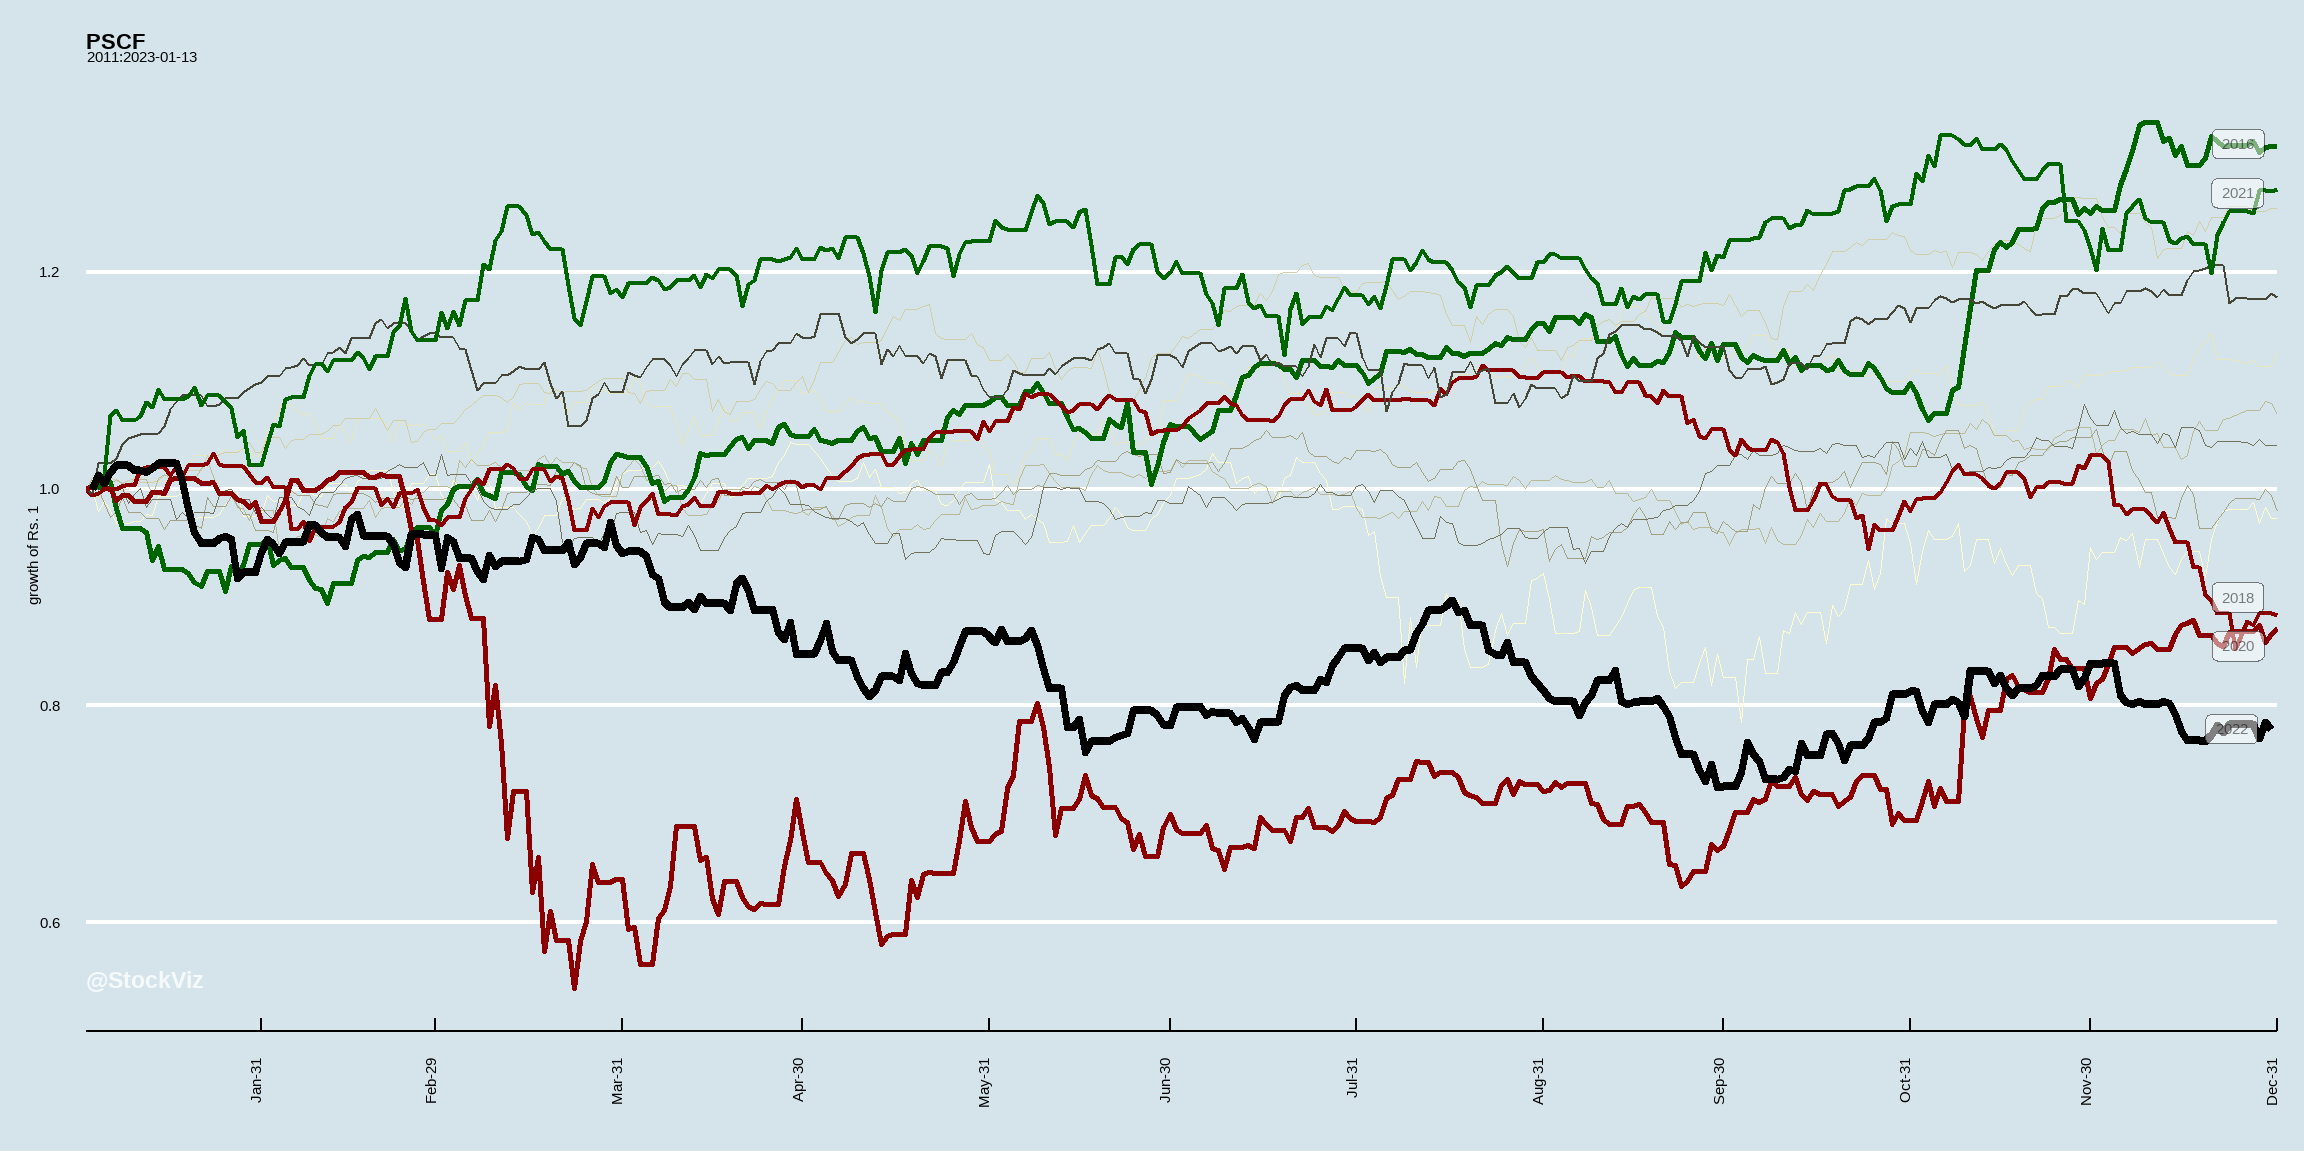 PSCF
2011:2023-01-13
growth of Rs. 1
1.2
1.0
0.8
0.6
2016
2021
2018
2020
2022
@StockViz
Jan-31
Feb-29
Mar-31
Apr-30
May-31
Jun-30
Jul-31
Aug-31
Sep-30
Oct-31
Nov-30
Dec-31